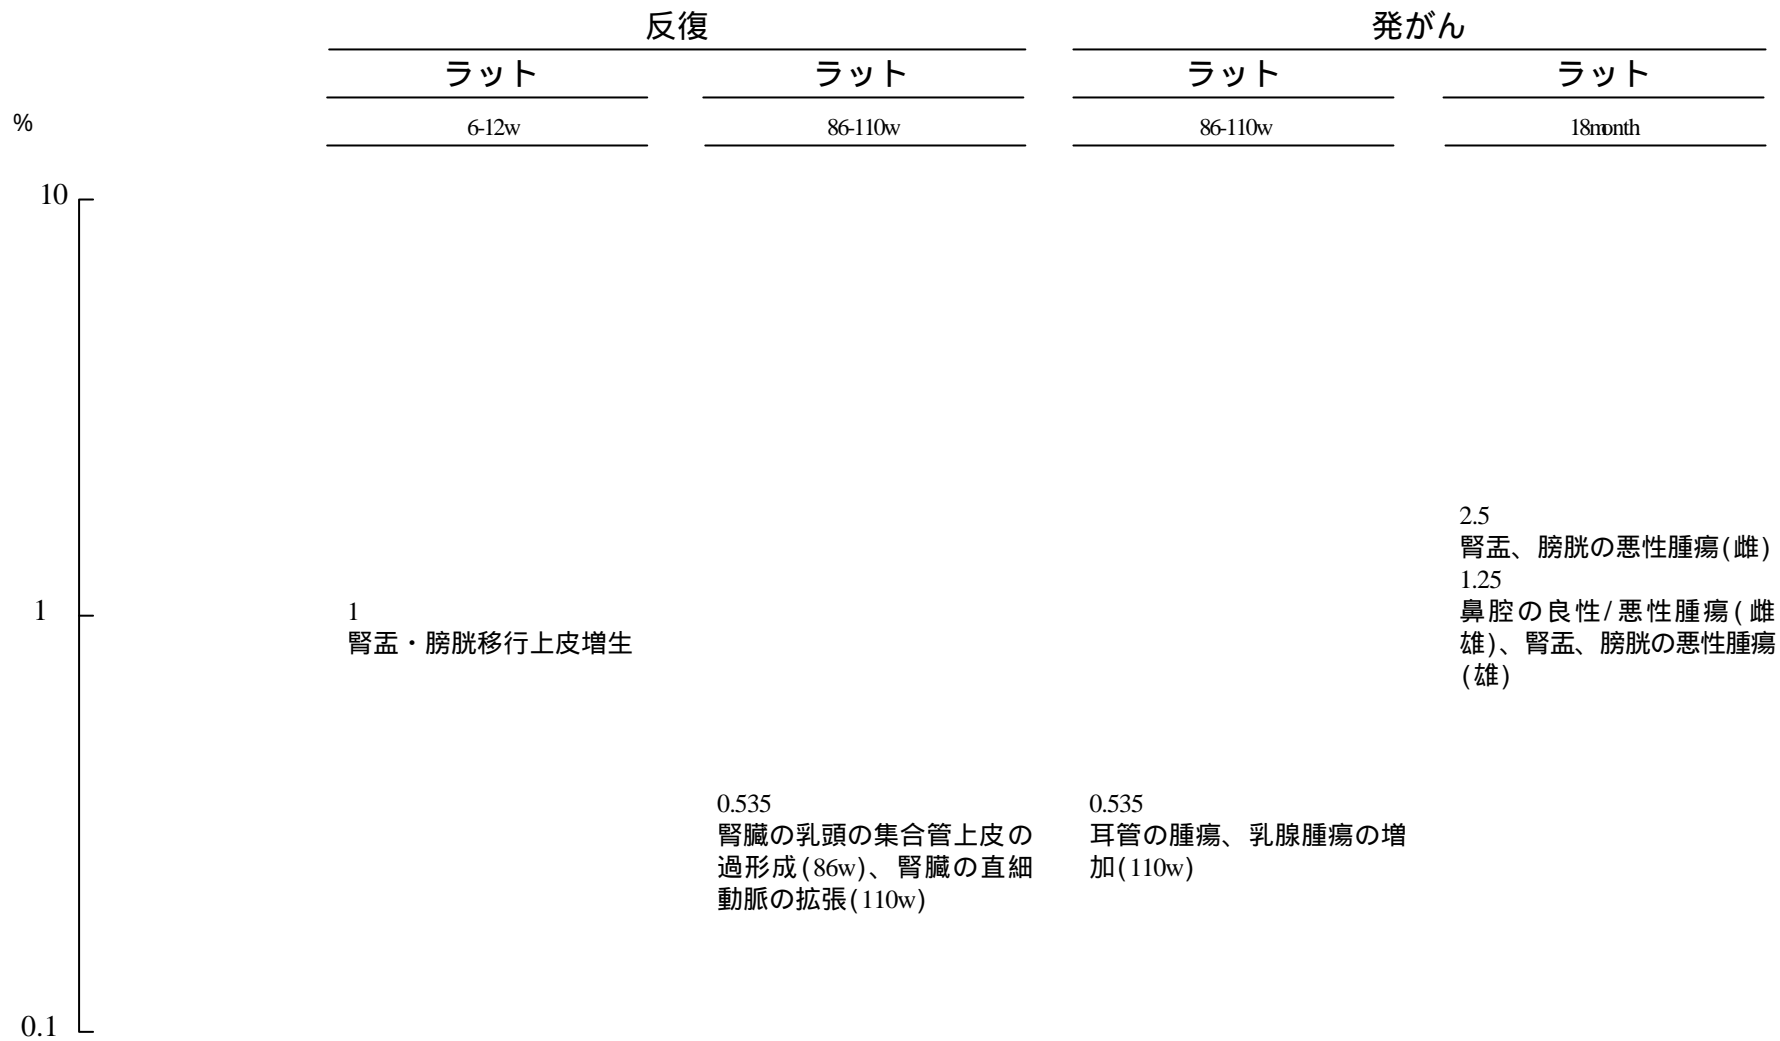 反復 発がん
ラット ラット ラット ラット
% 6-12w 86-110w 86-110w 18month
10
2.5
腎盂、膀胱の悪性腫瘍(雌)
1.25
1
1
腎盂・膀胱移行上皮増生
鼻腔の良性/悪性腫瘍(雌
雄)、腎盂、膀胱の悪性腫瘍
(雄)
0.535
腎臓の乳頭の集合管上皮の
過形成(86w)、腎臓の直細
動脈の拡張(110w)
0.535
耳管の腫瘍、乳腺腫瘍の増
加(110w)
0.1